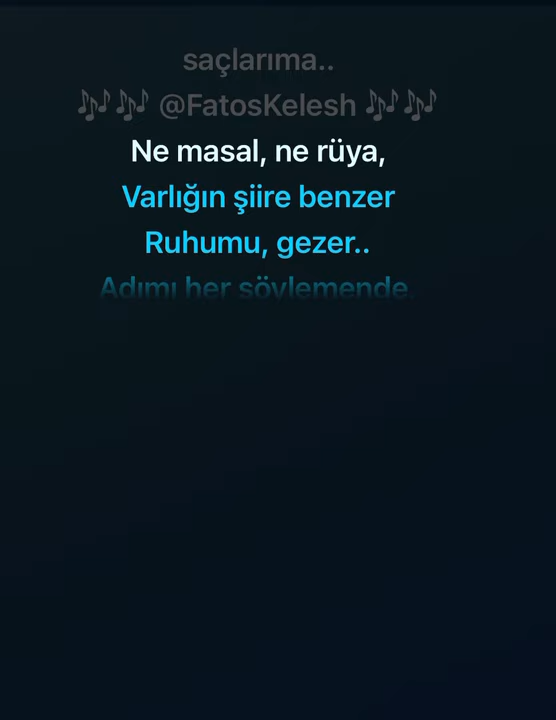 saçlarıma..
🎶🎶 @FatosKelesh 🎶🎶
Ne masal, ne rüya,
Varlığın şiire benzer
Ruhumu, gezer..
Adımı her söylemende.